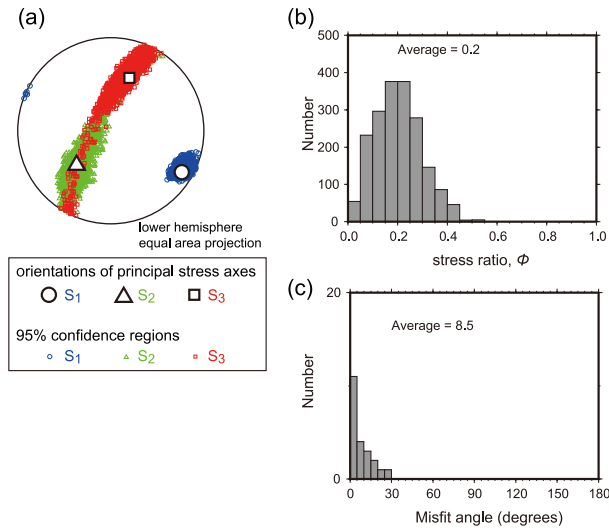 (a)
lower hemisphere
equal area projection
orientations of principal stress axes
S1 S2 S3
95% confidence regions
S1 S2 S3
(b)
500
400
300
200
100
0
Number
Average = 0.2
0.0 0.2 0.4 0.6 0.8 1.0
stress ratio, Φ
(c)
20
10
0
Number
Average = 8.5
0 30 60 90 120 150 180
Misfit angle (degrees)